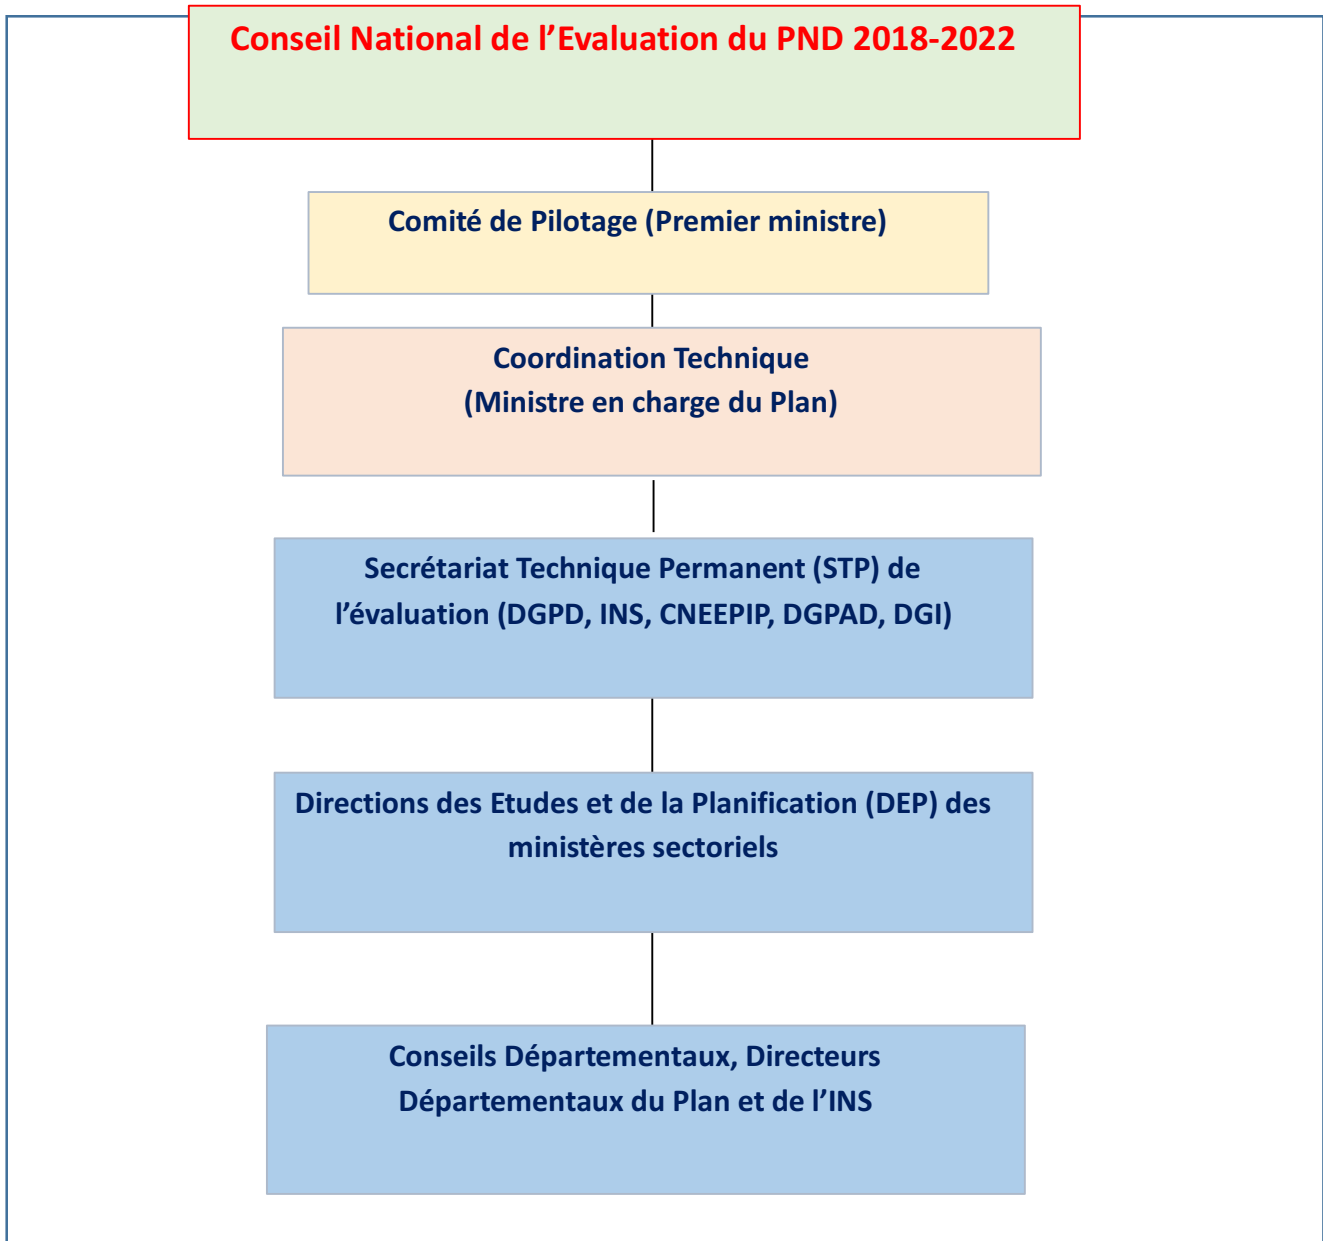 Conseil National de l’Evaluation du PND 2018-2022
Comité de Pilotage (Premier ministre)
Coordination Technique
(Ministre en charge du Plan)
Secrétariat Technique Permanent (STP) de
l’évaluation (DGPD, INS, CNEEPIP, DGPAD, DGI)
Directions des Etudes et de la Planification (DEP) des
ministères sectoriels
Conseils Départementaux, Directeurs
Départementaux du Plan et de l’INS